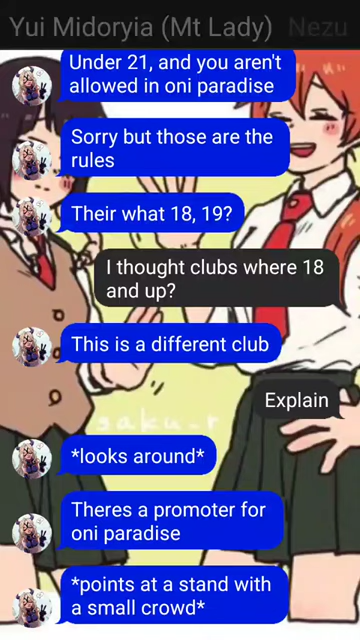 Yui Midoryia (Mt Lady) Nezu
Under 21, and you aren't
allowed in oni paradise
Sorry but those are the
rules
Their what 18, 19?
I thought clubs where 18
and up?
This is a different club
Explain
saku_r
*looks around*
Theres a promoter for
oni paradise
*points at a stand with
a small crowd*